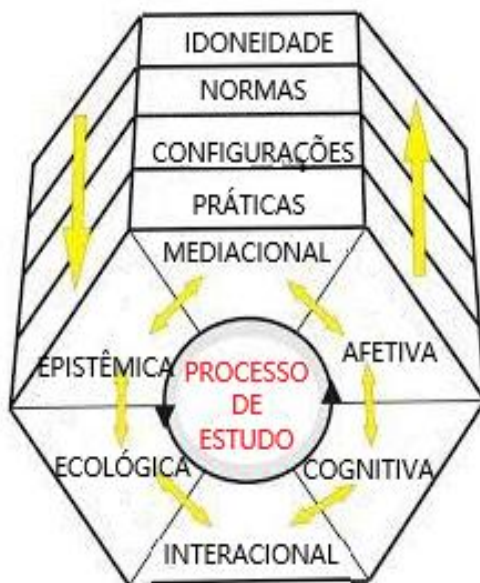 IDONEIDADE
NORMAS
CONFIGURAÇÕES
PRÁTICAS
MEDIACIONAL
EPISTÊMICA
AFETIVA
PROCESSO
DE
ESTUDO
ECOLÓGICA
COGNITIVA
INTERACIONAL